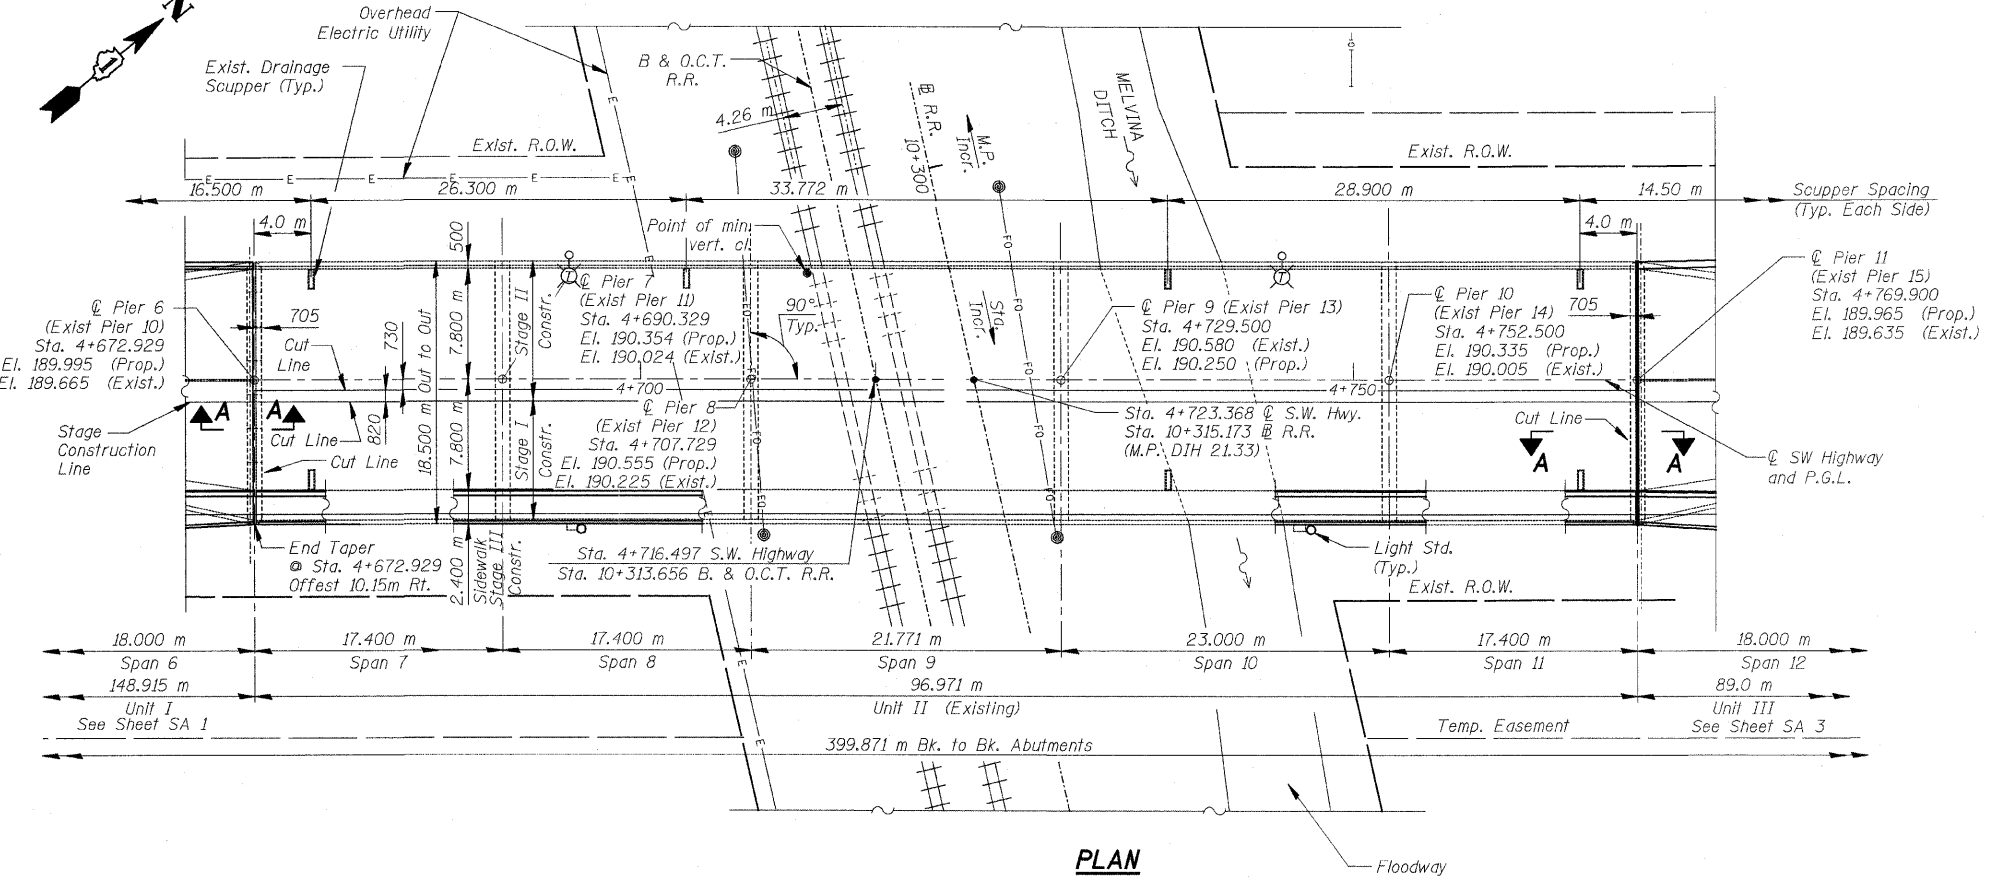 N
1
Overhead
Electric Utility
Exist. Drainage
Scupper (Typ.)
B & O.C.T.
R.R.
4.26 m
℄ R.R.
10+300
M.P.
Incr.
MELVINA
DITCH
Exist. R.O.W.
Exist. R.O.W.
E
E
E
E
E
E
E
16.500 m
26.300 m
33.772 m
28.900 m
14.50 m
Scupper Spacing
(Typ. Each Side)
4.0 m
500
Point of min.
vert. cl.
4.0 m
℄ Pier 6
(Exist Pier 10)
Sta. 4+672.929
El. 189.995 (Prop.)
El. 189.665 (Exist.)
705
Cut
Line
730
820
18.500 m Out to Out
7.800 m
7.800 m
Stage II
Constr.
Stage I
Constr.
T
℄ Pier 7
(Exist Pier 11)
Sta. 4+690.329
El. 190.354 (Prop.)
El. 190.024 (Exist.)
90°
Typ.
FO
FO
FO
FO
FO
FO
FO
Sta.
Incr.
T
℄ Pier 9 (Exist Pier 13)
Sta. 4+729.500
El. 190.580 (Exist.)
El. 190.250 (Prop.)
℄ Pier 10
(Exist Pier 14)
Sta. 4+752.500
El. 190.335 (Prop.)
El. 190.005 (Exist.)
705
℄ Pier 11
(Exist Pier 15)
Sta. 4+769.900
El. 189.965 (Prop.)
El. 189.635 (Exist.)
4+700
4+750
A
A
Stage
Construction
Line
Cut Line
Cut Line
℄ Pier 8
(Exist Pier 12)
Sta. 4+707.729
El. 190.555 (Prop.)
El. 190.225 (Exist.)
Sta. 4+723.368 ℄ S.W. Hwy.
Sta. 10+315.173 ℄ R.R.
(M.P. DIH 21.33)
Cut Line
A
A
℄ SW Highway
and P.G.L.
End Taper
@ Sta. 4+672.929
Offest 10.15m Rt.
2.400 m
Sidewalk
Stage III
Constr.
Sta. 4+716.497 S.W. Highway
Sta. 10+313.656 B. & O.C.T. R.R.
Light Std.
(Typ.)
Exist. R.O.W.
18.000 m
17.400 m
17.400 m
21.771 m
23.000 m
17.400 m
18.000 m
Span 6
Span 7
Span 8
Span 9
Span 10
Span 11
Span 12
E
148.915 m
96.971 m
89.0 m
Unit I
See Sheet SA 1
Unit II (Existing)
Unit III
See Sheet SA 3
Temp. Easement
E
399.871 m Bk. to Bk. Abutments
PLAN
Floodway